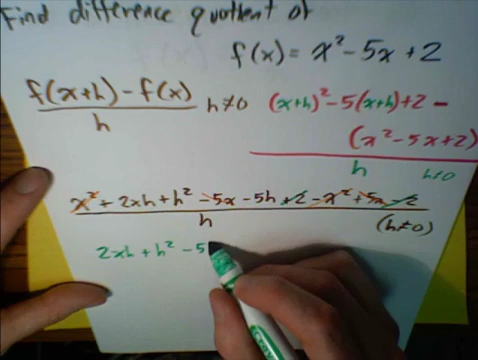 Find difference quotient of
f(x) = x² - 5x + 2
f(x+h) - f(x) / h h≠0
(x+h)² - 5(x+h) + 2 -
(x² - 5x + 2)
h h≠0
x² + 2xh + h² - 5x - 5h + 2 - x² + 5x - 2
h (h≠0)
2xh + h² - 5